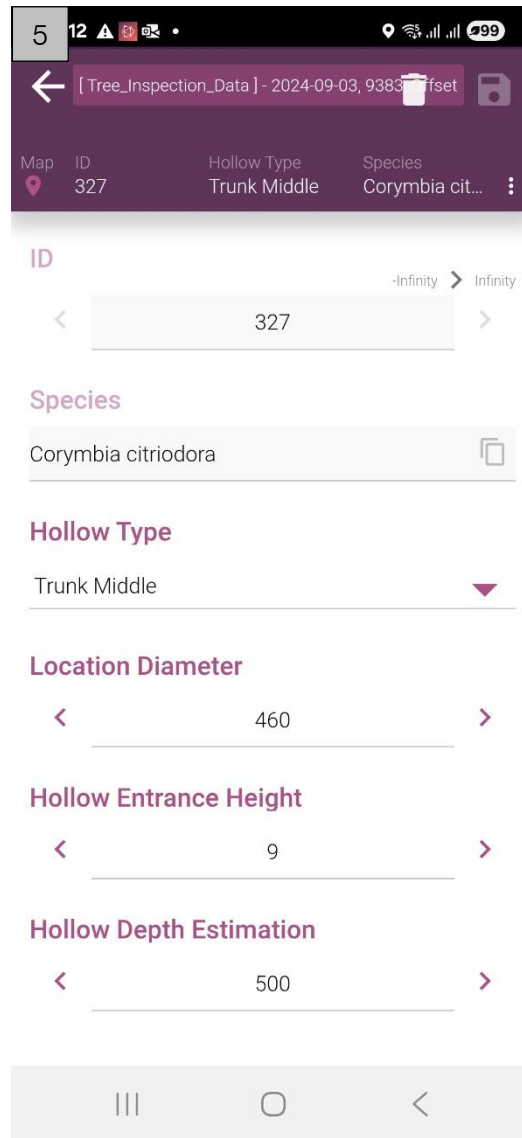 5 12 99
[ Tree_Inspection_Data ] - 2024-09-03, 9383_Offset
Map ID Hollow Type Species
327 Trunk Middle Corymbia cit...
ID
-Infinity Infinity
327
Species
Corymbia citriodora
Hollow Type
Trunk Middle
Location Diameter
460
Hollow Entrance Height
9
Hollow Depth Estimation
500